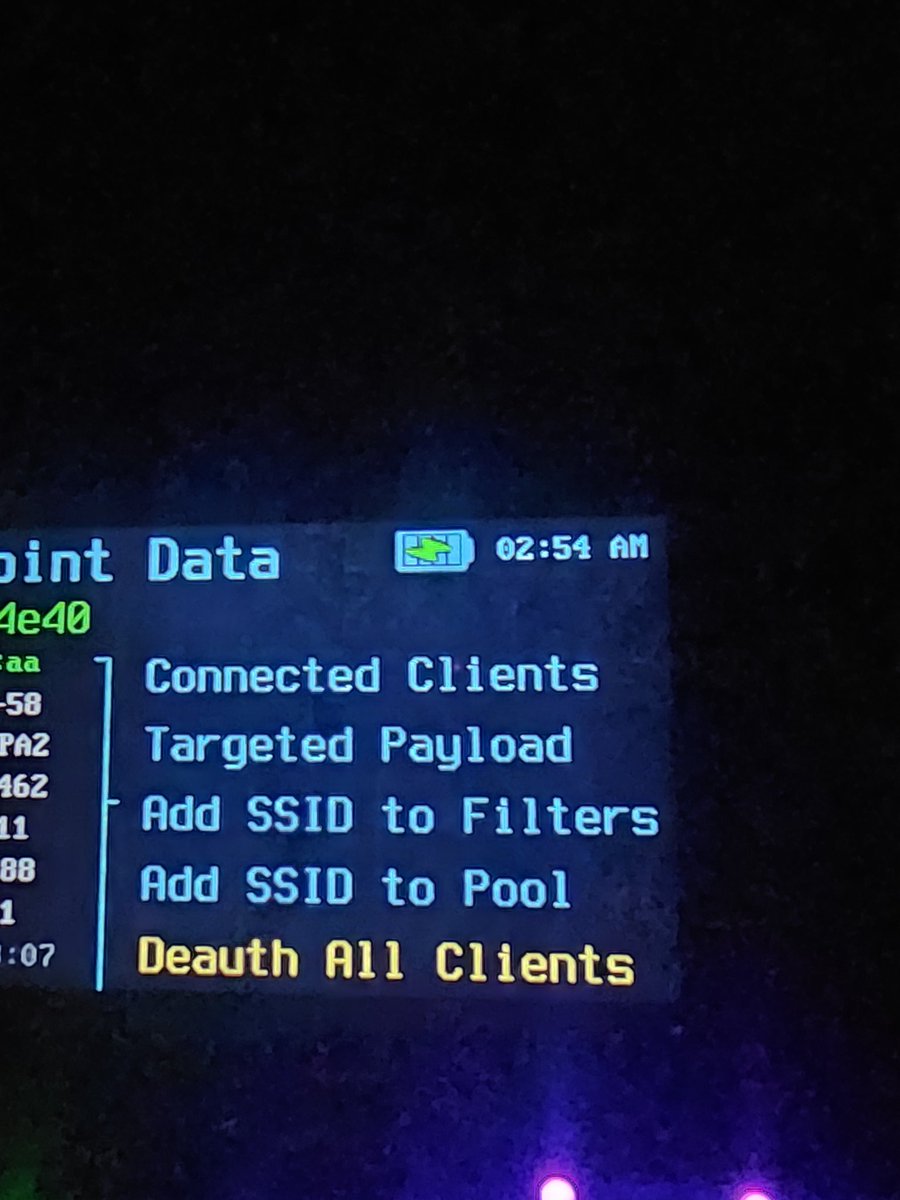 oint Data
02:54 AM
4e40
:aa
-58
PA2
462
11
88
1
:07
Connected Clients
Targeted Payload
Add SSID to Filters
Add SSID to Pool
Deauth All Clients